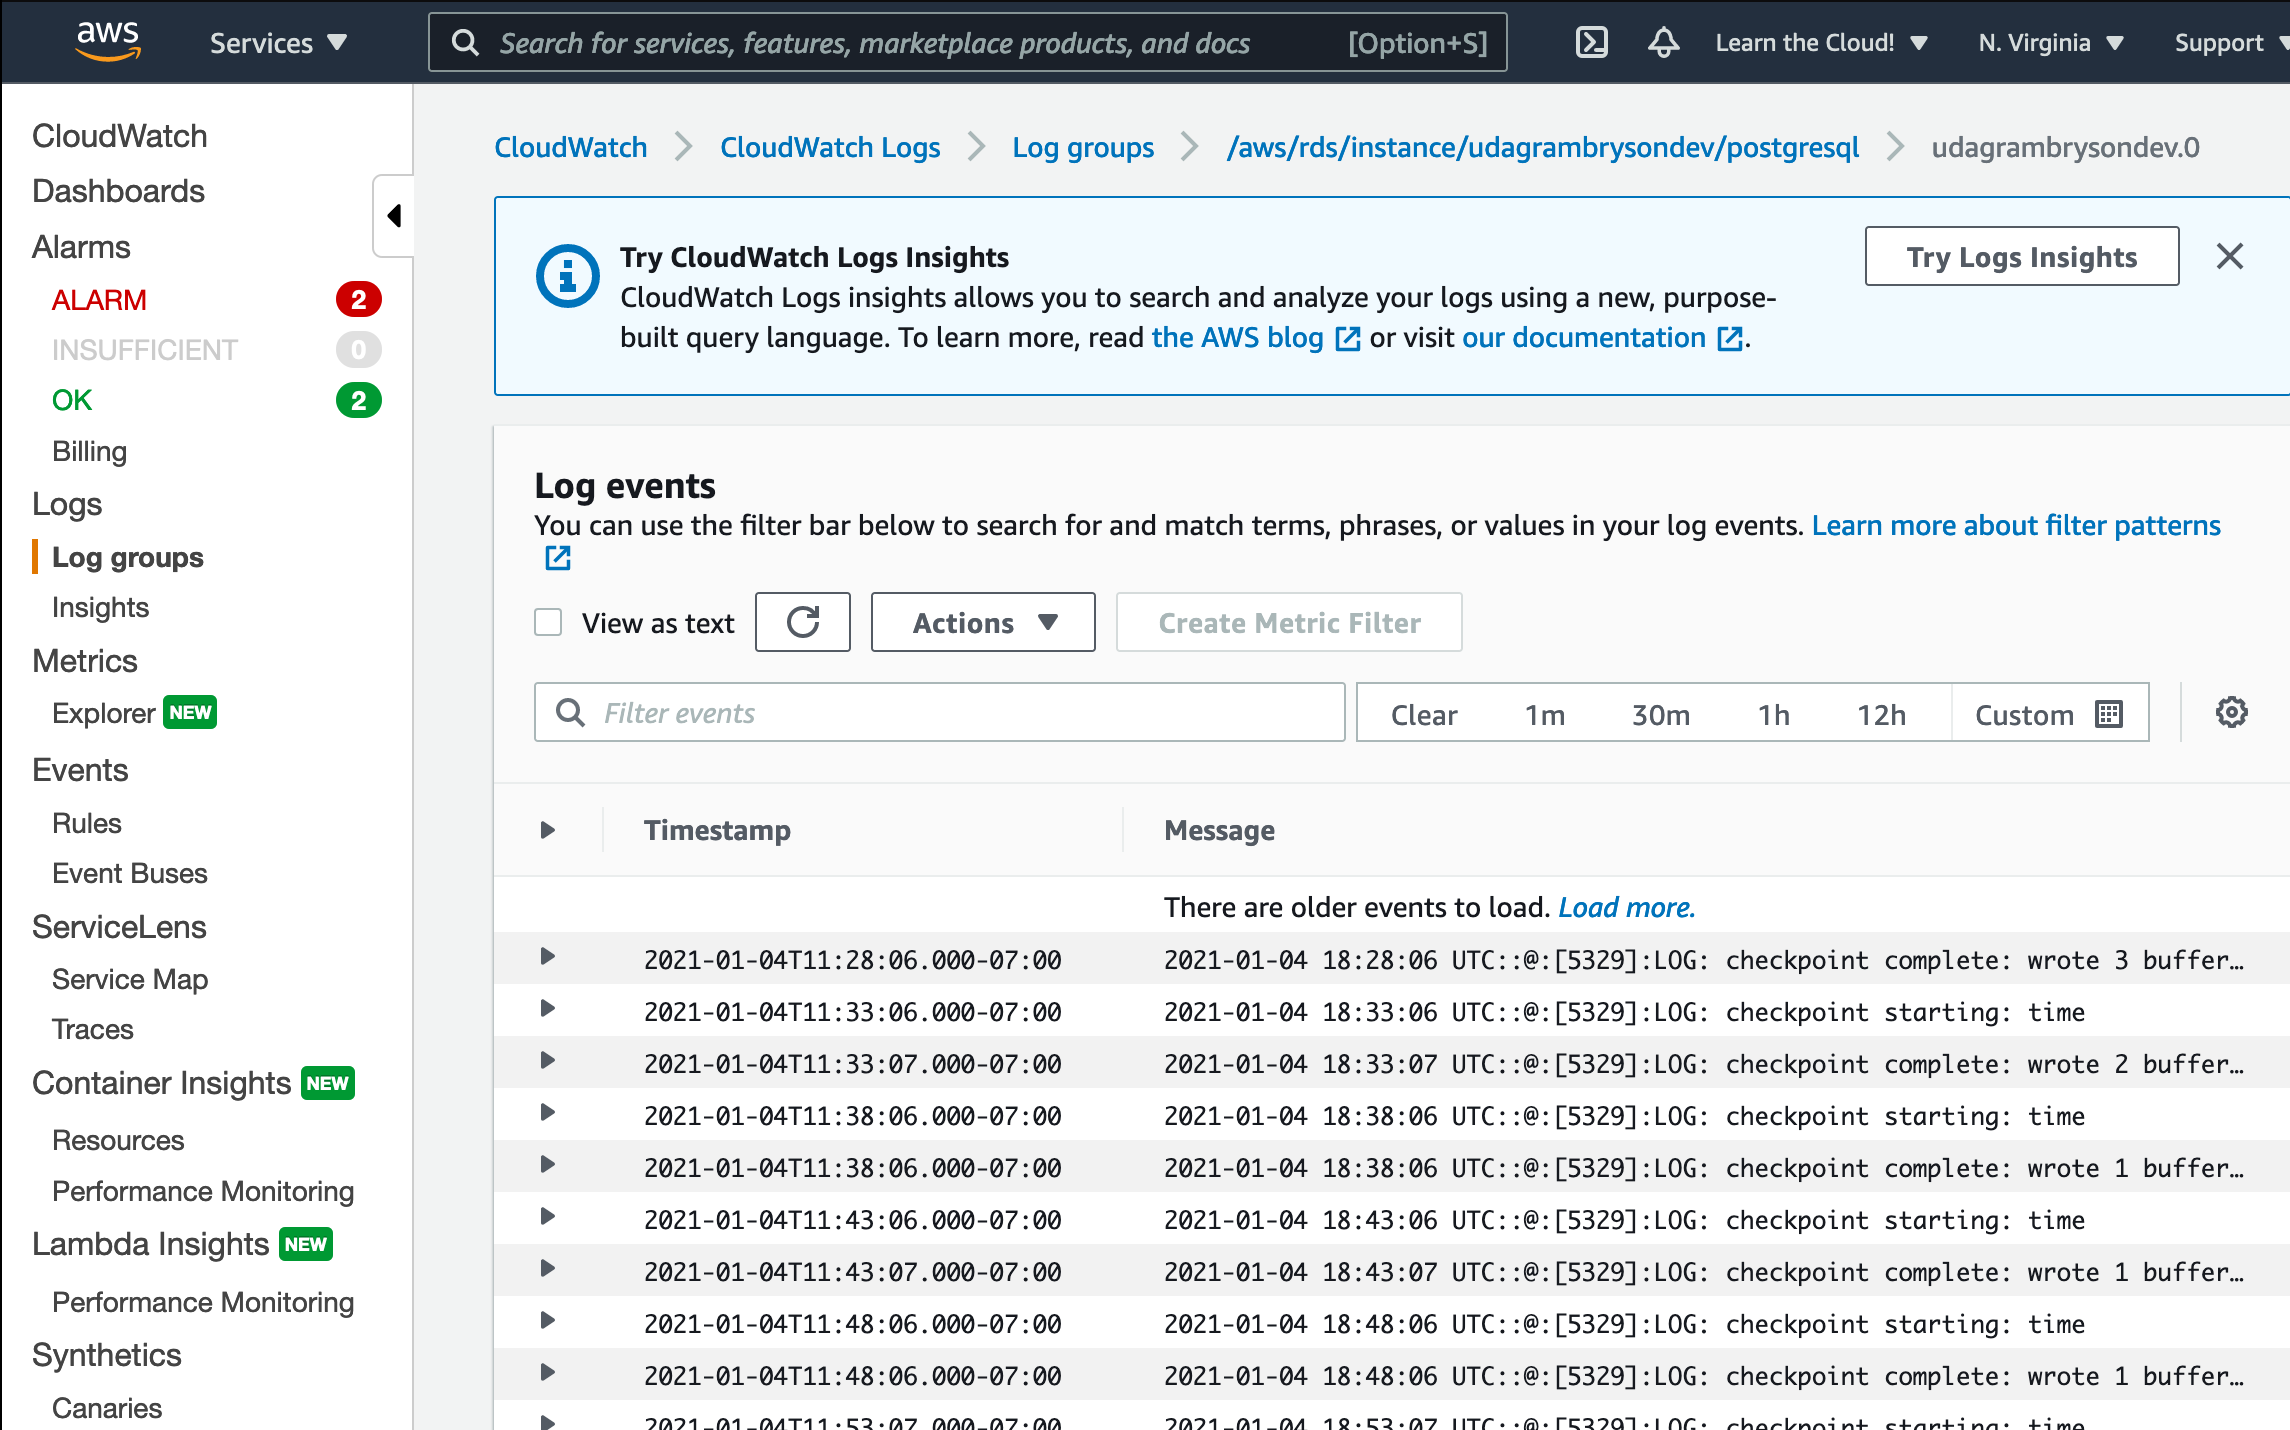 aws
Services
Search for services, features, marketplace products, and docs
[Option+S]
Learn the Cloud!
N. Virginia
Support
CloudWatch
Dashboards
Alarms
ALARM 2
INSUFFICIENT 0
OK 2
Billing
Logs
Log groups
Insights
Metrics
Explorer NEW
Events
Rules
Event Buses
ServiceLens
Service Map
Traces
Container Insights NEW
Resources
Performance Monitoring
Lambda Insights NEW
Performance Monitoring
Synthetics
Canaries
CloudWatch CloudWatch Logs Log groups /aws/rds/instance/udagrambrysondev/postgresql udagrambrysondev.0
Try CloudWatch Logs Insights
CloudWatch Logs insights allows you to search and analyze your logs using a new, purpose-
built query language. To learn more, read the AWS blog or visit our documentation.
Try Logs Insights
Log events
You can use the filter bar below to search for and match terms, phrases, or values in your log events. Learn more about filter patterns
View as text
Actions
Create Metric Filter
Filter events
Clear 1m 30m 1h 12h Custom
Timestamp Message
There are older events to load. Load more.
2021-01-04T11:28:06.000-07:00 2021-01-04 18:28:06 UTC::@:[5329]:LOG: checkpoint complete: wrote 3 buffer…
2021-01-04T11:33:06.000-07:00 2021-01-04 18:33:06 UTC::@:[5329]:LOG: checkpoint starting: time
2021-01-04T11:33:07.000-07:00 2021-01-04 18:33:07 UTC::@:[5329]:LOG: checkpoint complete: wrote 2 buffer…
2021-01-04T11:38:06.000-07:00 2021-01-04 18:38:06 UTC::@:[5329]:LOG: checkpoint starting: time
2021-01-04T11:38:06.000-07:00 2021-01-04 18:38:06 UTC::@:[5329]:LOG: checkpoint complete: wrote 1 buffer…
2021-01-04T11:43:06.000-07:00 2021-01-04 18:43:06 UTC::@:[5329]:LOG: checkpoint starting: time
2021-01-04T11:43:07.000-07:00 2021-01-04 18:43:07 UTC::@:[5329]:LOG: checkpoint complete: wrote 1 buffer…
2021-01-04T11:48:06.000-07:00 2021-01-04 18:48:06 UTC::@:[5329]:LOG: checkpoint starting: time
2021-01-04T11:48:06.000-07:00 2021-01-04 18:48:06 UTC::@:[5329]:LOG: checkpoint complete: wrote 1 buffer…
2021-01-04T11:53:07.000-07:00 2021-01-04 18:53:07 UTC::@:[5329]:LOG: checkpoint starting: time